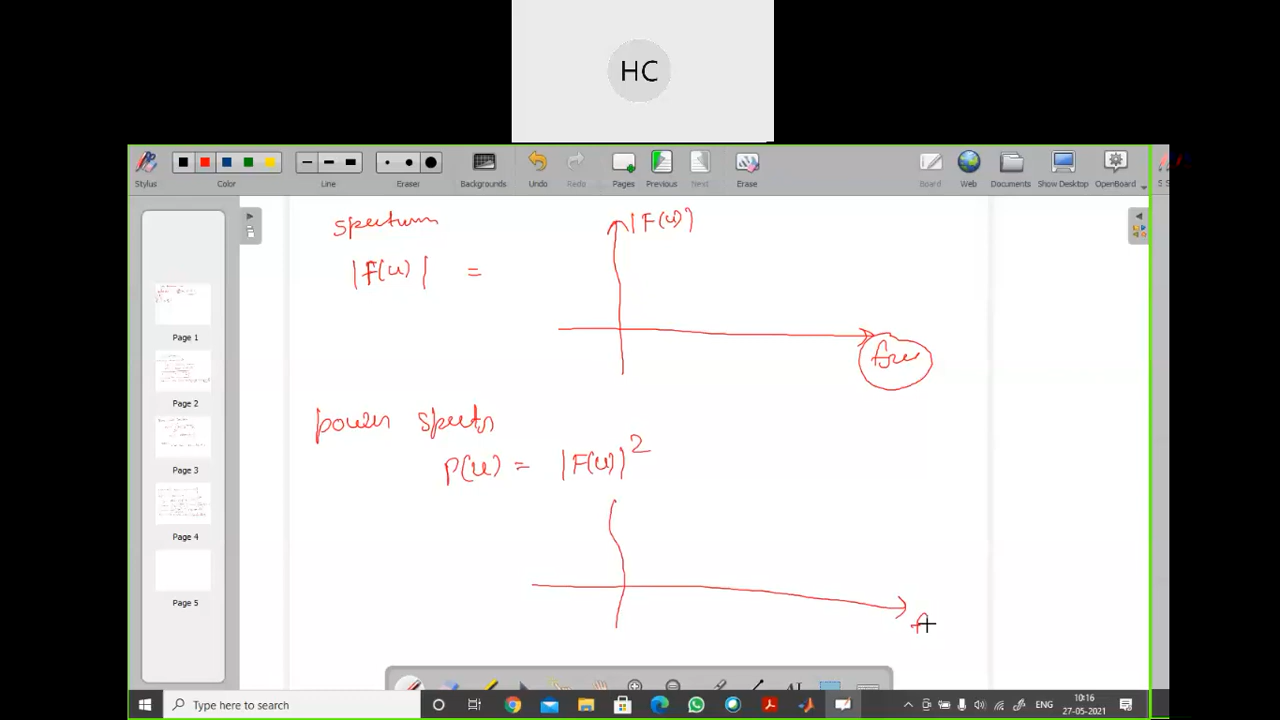 HC
Stylus Color Line Eraser Backgrounds Undo Redo Pages Previous Next Erase Board Web Documents Show Desktop OpenBoard
spectrum
|F(u)|
|F(u)| =
fre
Page 1
Page 2
Page 3
Page 4
Page 5
power spectr
P(u) = |F(u)|2
Type here to search
ENG
10:16
27-05-2021